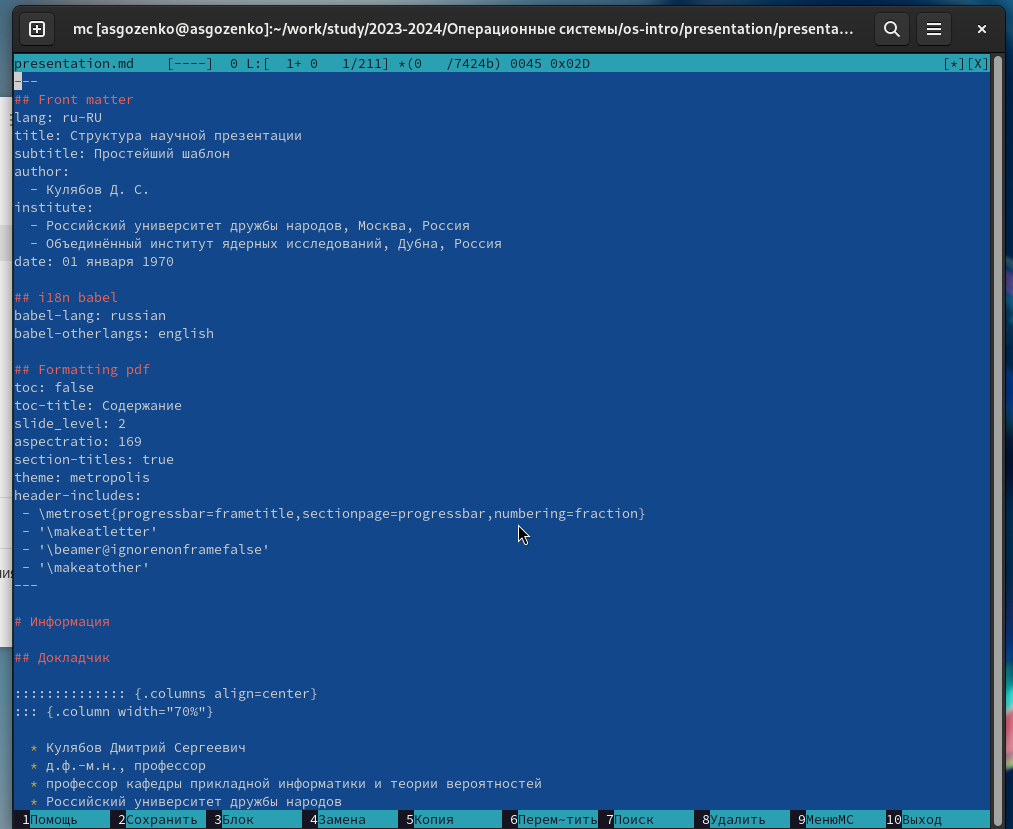 mc [asgozenko@asgozenko]:~/work/study/2023-2024/Операционные системы/os-intro/presentation/presenta…
presentation.md    [----]  0 L:[  1+ 0   1/211] *(0   /7424b) 0045 0x02D    [*][X]
---
## Front matter
lang: ru-RU
title: Структура научной презентации
subtitle: Простейший шаблон
author:
  - Кулябов Д. С.
institute:
  - Российский университет дружбы народов, Москва, Россия
  - Объединённый институт ядерных исследований, Дубна, Россия
date: 01 января 1970

## i18n babel
babel-lang: russian
babel-otherlangs: english

## Formatting pdf
toc: false
toc-title: Содержание
slide_level: 2
aspectratio: 169
section-titles: true
theme: metropolis
header-includes:
 - \metroset{progressbar=frametitle,sectionpage=progressbar,numbering=fraction}
 - '\makeatletter'
 - '\beamer@ignorenonframefalse'
 - '\makeatother'
---

# Информация

## Докладчик

:::::::::::::: {.columns align=center}
::: {.column width="70%"}

  * Кулябов Дмитрий Сергеевич
  * д.ф.-м.н., профессор
  * профессор кафедры прикладной информатики и теории вероятностей
  * Российский университет дружбы народов
1Помощь 2Сохранить 3Блок 4Замена 5Копия 6Перем~тить 7Поиск 8Удалить 9МенюMC 10Выход